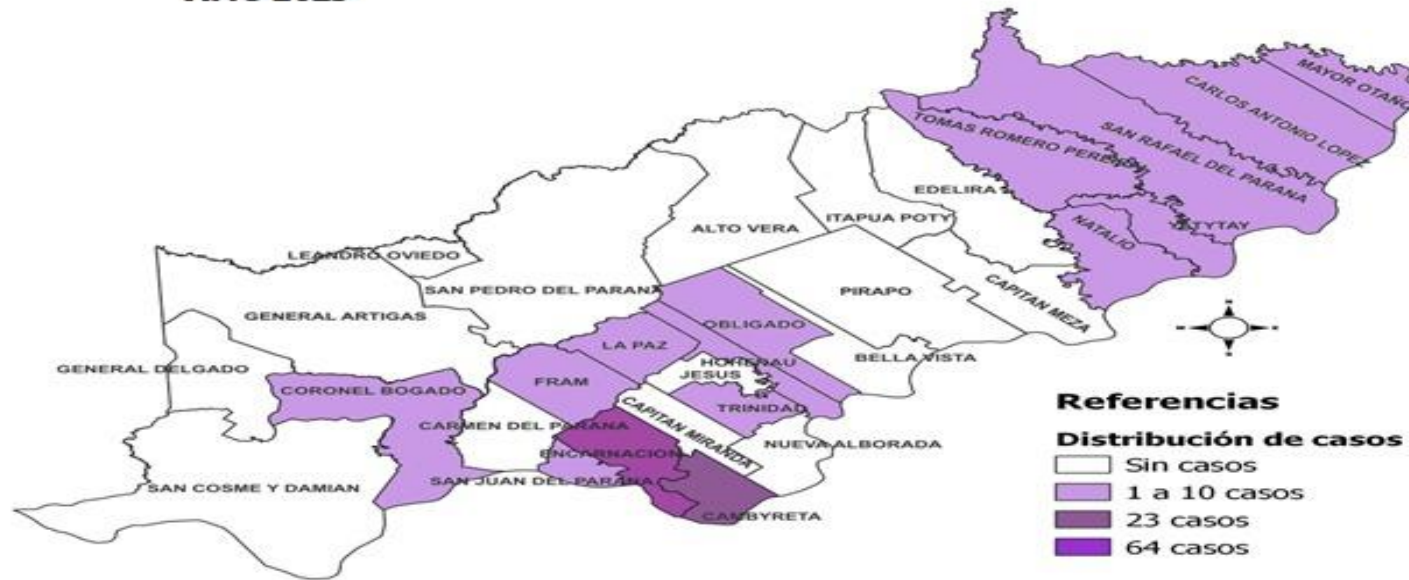 MAYOR OTAÑO
CARLOS ANTONIO LOPEZ
TOMAS ROMERO PEREI
SAN RAFAEL DEL PARANA
EDELIRA
ITAPUA POTY
NATALIO
YTYTAY
ALTO VERA
LEANDRO OVIEDO
SAN PEDRO DEL PARANA
PIRAPO
CAPITAN MEZA
GENERAL ARTIGAS
OBLIGADO
LA PAZ
HOHENAU
BELLA VISTA
GENERAL DELGADO
JESUS
FRAM
CORONEL BOGADO
TRINIDAD
CAPITAN MIRANDA
CARMEN DEL PARANA
NUEVA ALBORADA
ENCARNACION
SAN JUAN DEL PARANA
SAN COSME Y DAMIAN
CAMBYRETA
Referencias
Distribución de casos
Sin casos
1 a 10 casos
23 casos
64 casos